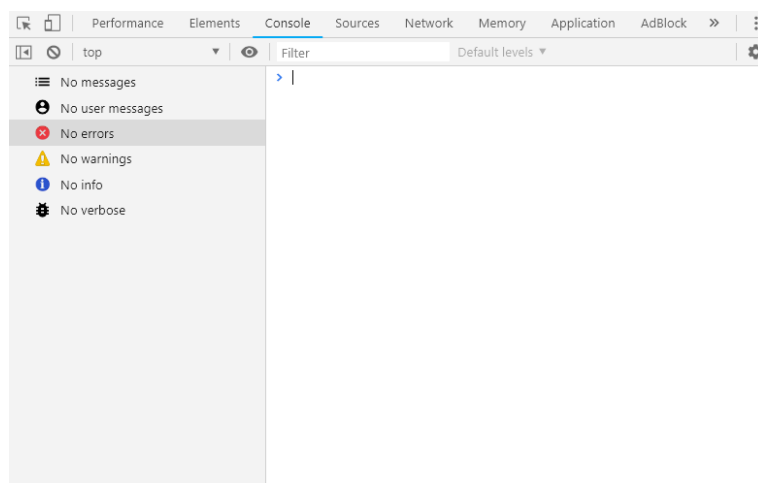 Performance Elements Console Sources Network Memory Application AdBlock »
top Filter Default levels
No messages
No user messages
No errors
No warnings
No info
No verbose